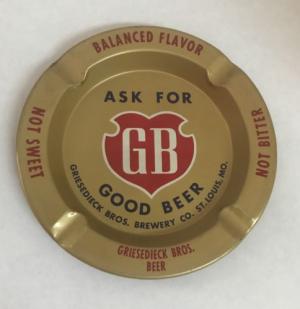 BALANCED FLAVOR
NOT SWEET
NOT BITTER
ASK FOR
GB
GOOD BEER
GRIESEDIECK BROS. BREWERY CO. ST. LOUIS, MO.
GRIESEDIECK BROS.
BEER